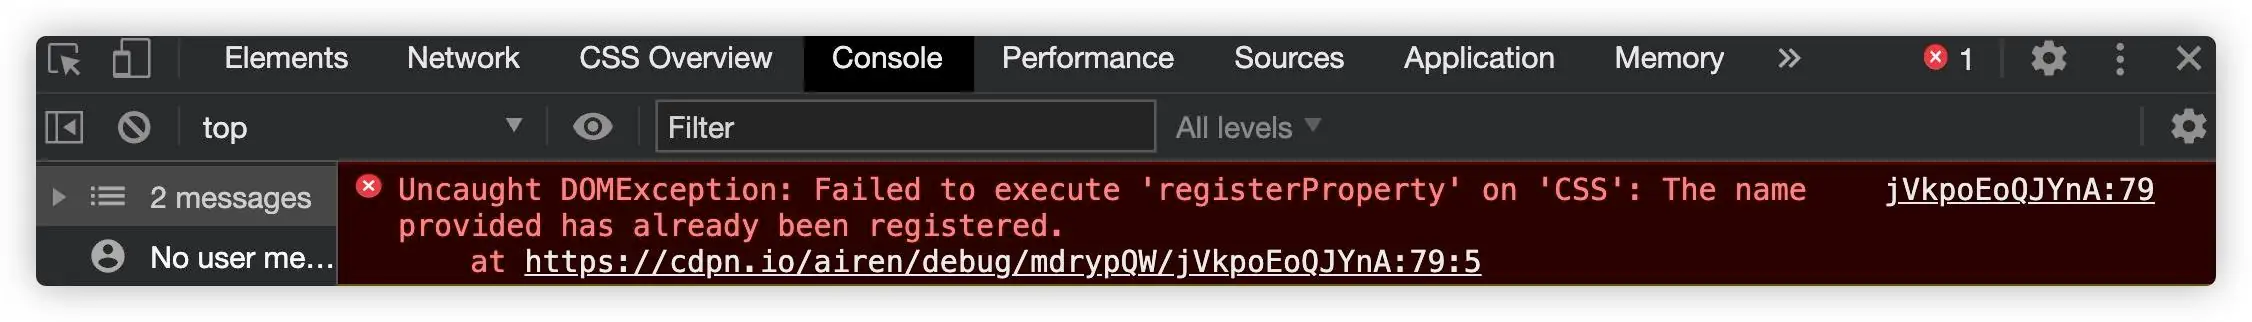 Elements Network CSS Overview Console Performance Sources Application Memory 1
top Filter All levels
2 messages
No user me...
Uncaught DOMException: Failed to execute 'registerProperty' on 'CSS': The name jVkpoEoQJYnA:79
provided has already been registered.
at https://cdpn.io/airen/debug/mdrypQW/jVkpoEoQJYnA:79:5